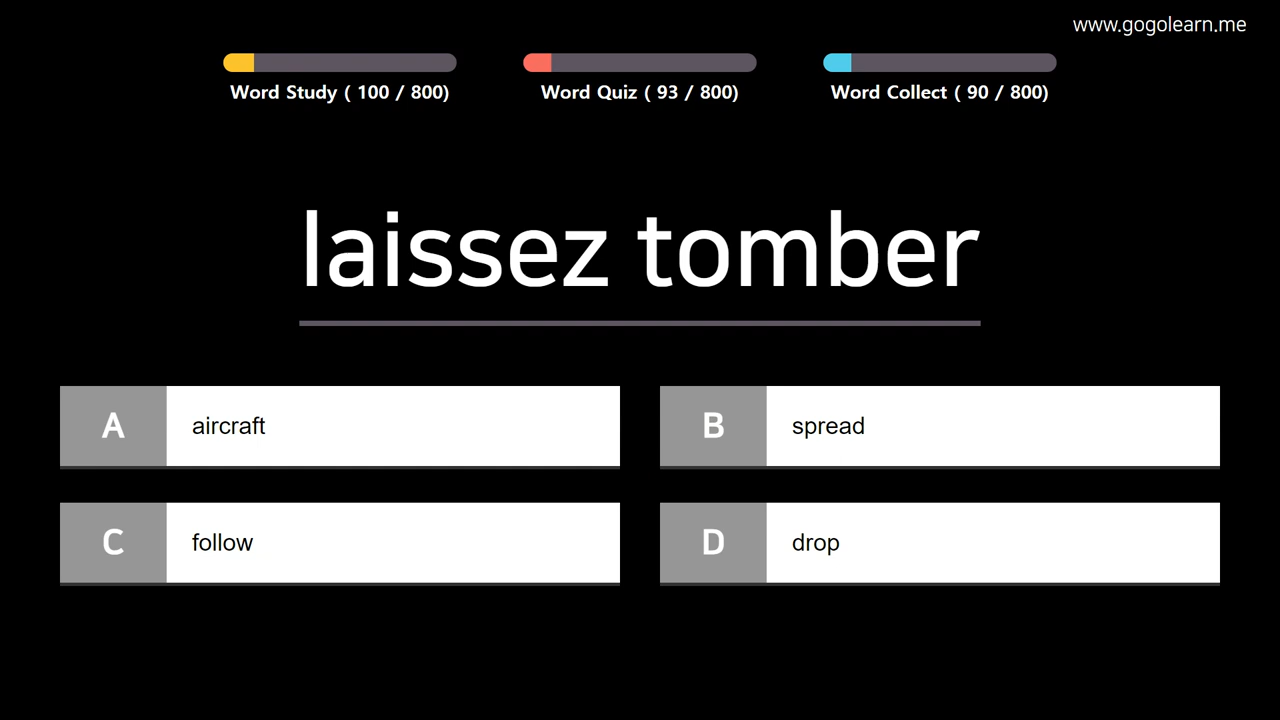 www.gogolearn.me
Word Study ( 100 / 800)
Word Quiz ( 93 / 800)
Word Collect ( 90 / 800)
laissez tomber
A aircraft
B spread
C follow
D drop